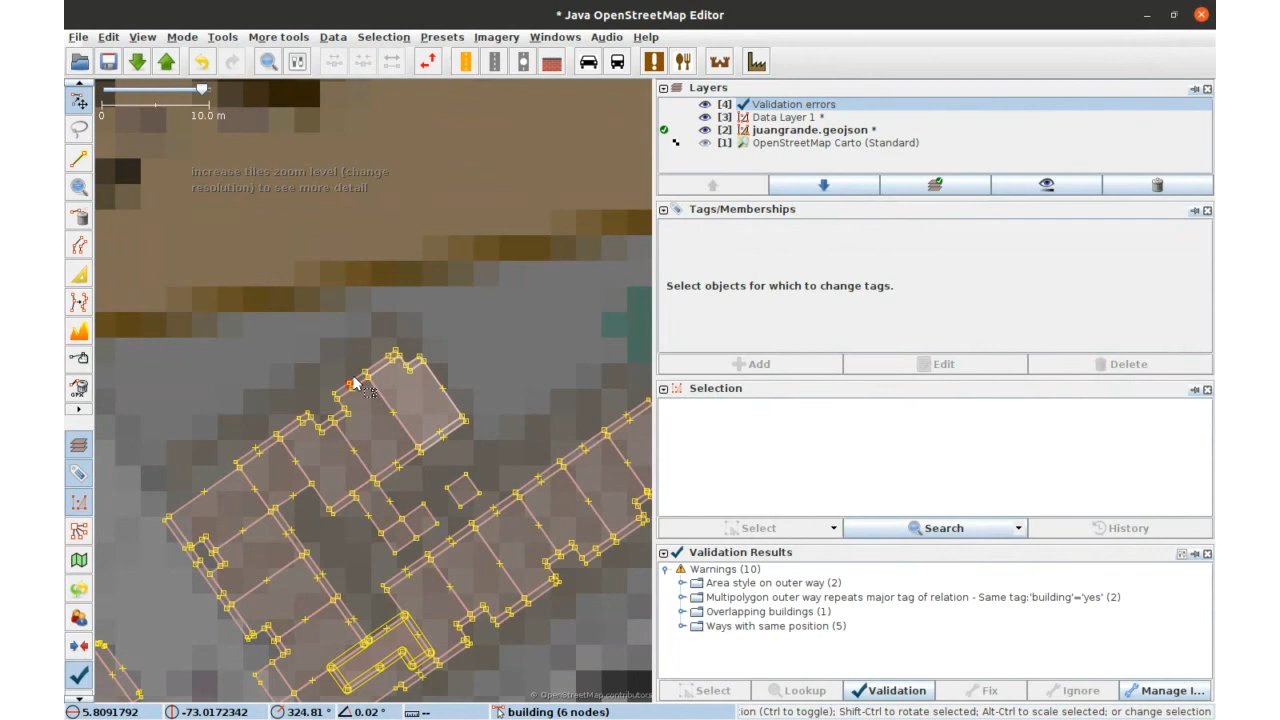 * Java OpenStreetMap Editor
File Edit View Mode Tools More tools Data Selection Presets Imagery Windows Audio Help
0 10.0 m
increase tiles zoom level (change
resolution) to see more detail
© OpenStreetMap contributors
Layers
[4] Validation errors
[3] Data Layer 1 *
[2] juangrande.geojson *
[1] OpenStreetMap Carto (Standard)
Tags/Memberships
Select objects for which to change tags.
Add Edit Delete
Selection
Select Search History
Validation Results
Warnings (10)
Area style on outer way (2)
Multipolygon outer way repeats major tag of relation - Same tag:'building'='yes' (2)
Overlapping buildings (1)
Ways with same position (5)
Select Lookup Validation Fix Ignore Manage I...
5.8091792 -73.0172342 324.81 ° 0.02 ° -- building (6 nodes) :ion (Ctrl to toggle); Shift-Ctrl to rotate selected; Alt-Ctrl to scale selected; or change selection